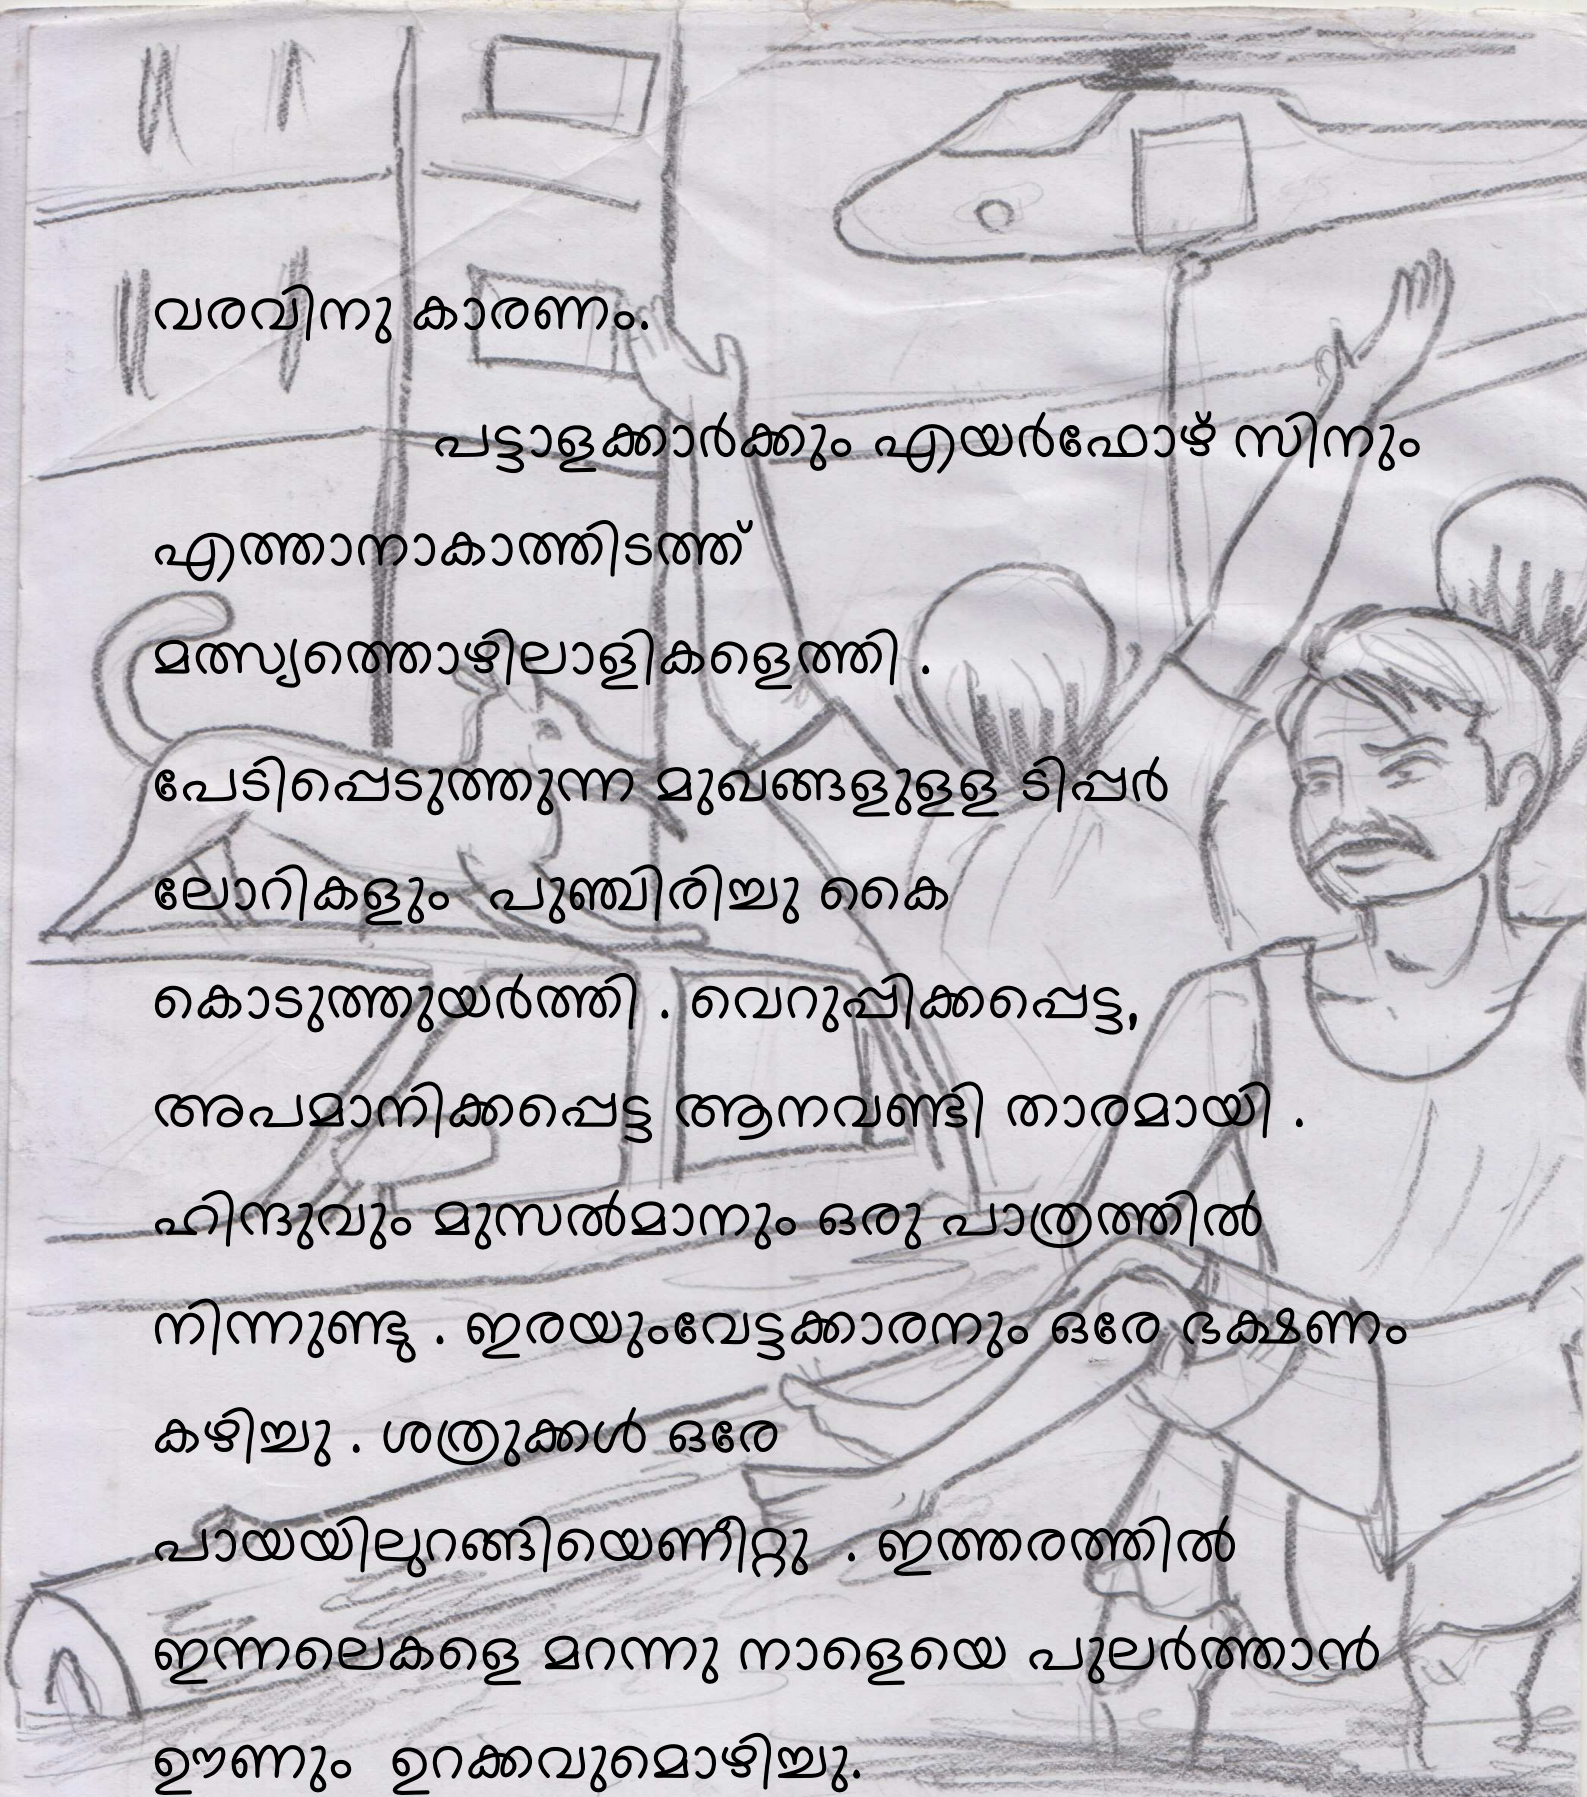 വരവിനു കാരണം.
പട്ടാളക്കാർക്കും എയർഫോഴ് സിനും
എത്താനാകാത്തിടത്ത്
മത്സ്യത്തൊഴിലാളികളെത്തി .
പേടിപ്പെടുത്തുന്ന മുഖങ്ങളുളള ടിപ്പർ
ലോറികളും പുഞ്ചിരിച്ചു കൈ
കൊടുത്തുയർത്തി . വെറുപ്പിക്കപ്പെട്ട,
അപമാനിക്കപ്പെട്ട ആനവണ്ടി താരമായി .
ഹിന്ദുവും മുസൽമാനും ഒരു പാത്രത്തിൽ
നിന്നുണ്ടു . ഇരയുംവേട്ടക്കാരനും ഒരേ ഭക്ഷണം
കഴിച്ചു . ശത്രുക്കൾ ഒരേ
പായയിലുറങ്ങിയെണീറ്റു . ഇത്തരത്തിൽ
ഇന്നലെകളെ മറന്നു നാളെയെ പുലർത്താൻ
ഊണും ഉറക്കവുമൊഴിച്ചു.